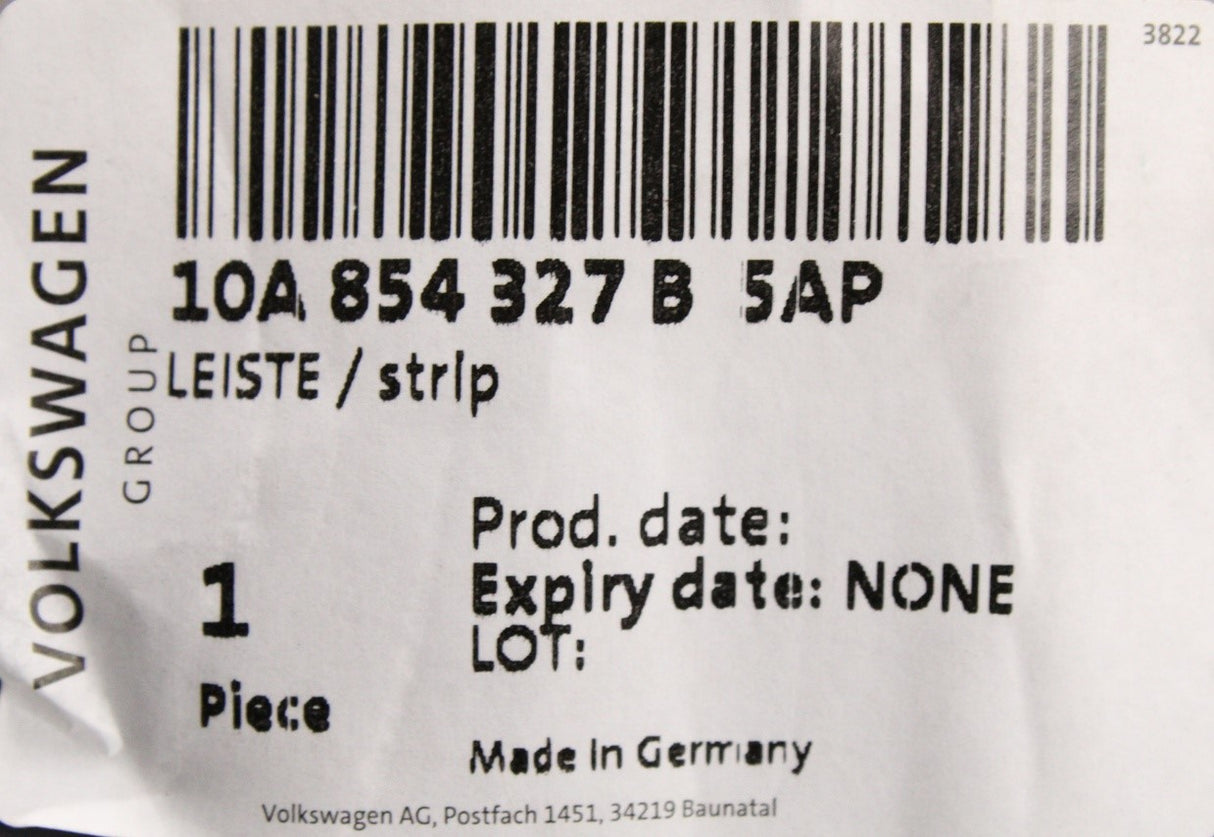 3822
VOLKSWAGEN
GROUP
10A 854 327 B 5AP
LEISTE / strip
Prod. date:
Expiry date: NONE
LOT:
1
Piece
Made in Germany
Volkswagen AG, Postfach 1451, 34219 Baunatal